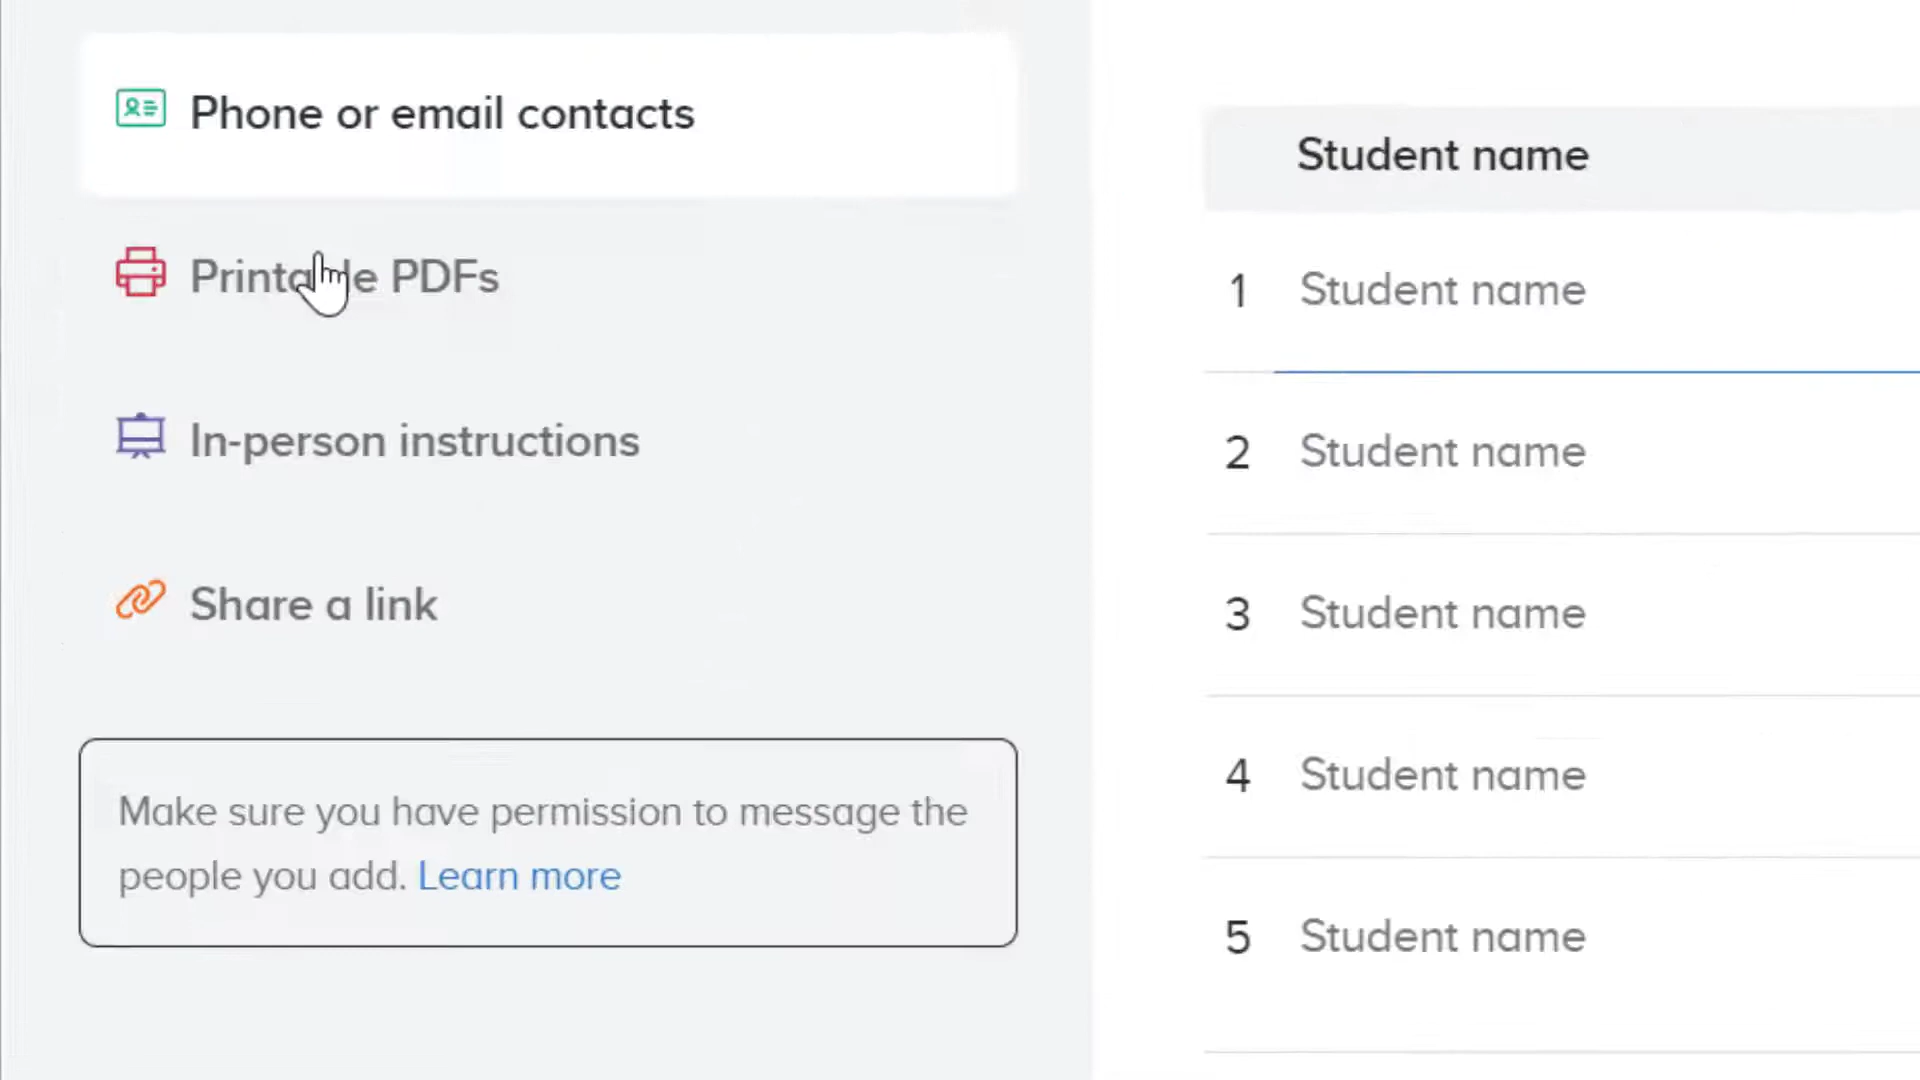 Phone or email contacts
Printable PDFs
In-person instructions
Share a link
Make sure you have permission to message the
people you add. Learn more
Student name
1 Student name
2 Student name
3 Student name
4 Student name
5 Student name